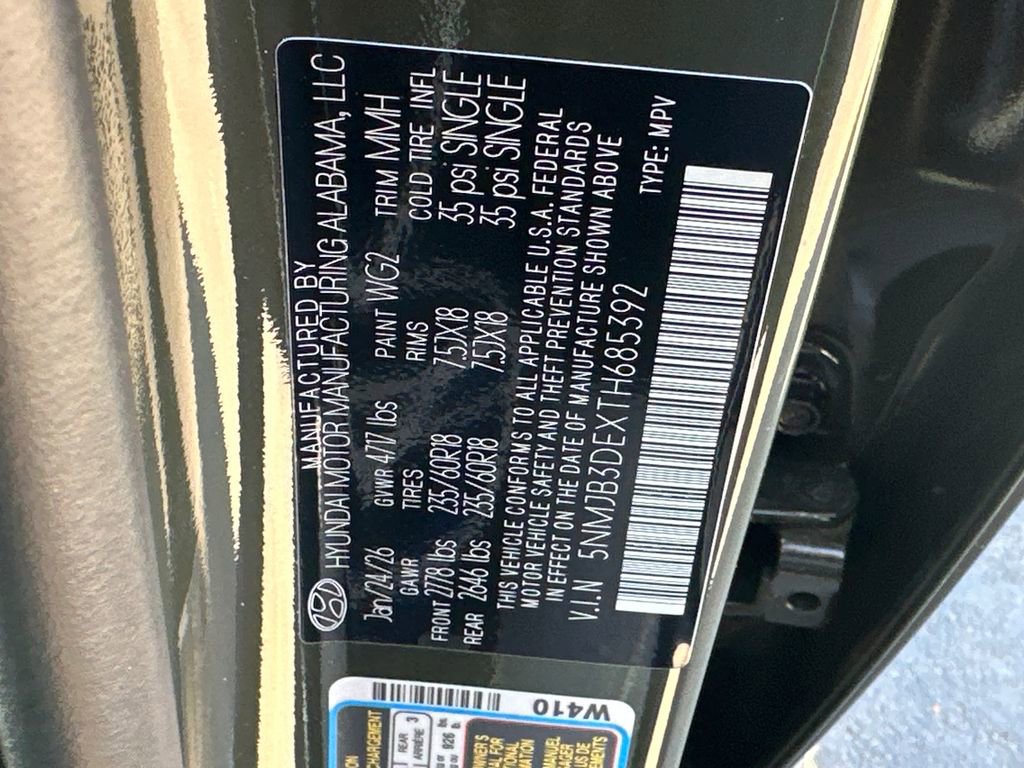 MANUFACTURED BY
HYUNDAI MOTOR MANUFACTURING ALABAMA, LLC
Jan/24/26 GVWR 4717 lbs PAINT WG2 TRIM MMH
GAWR TIRES RIMS COLD TIRE INFL
FRONT 2778 lbs 235/60R18 7.5JX18 35 psi SINGLE
REAR 2646 lbs 235/60R18 7.5JX18 35 psi SINGLE
THIS VEHICLE CONFORMS TO ALL APPLICABLE U.S.A. FEDERAL
MOTOR VEHICLE SAFETY AND THEFT PREVENTION STANDARDS
IN EFFECT ON THE DATE OF MANUFACTURE SHOWN ABOVE
V.I.N 5NMJB3DEXTH685392 TYPE: MPV
W410
REAR
ARRIÈRE 3